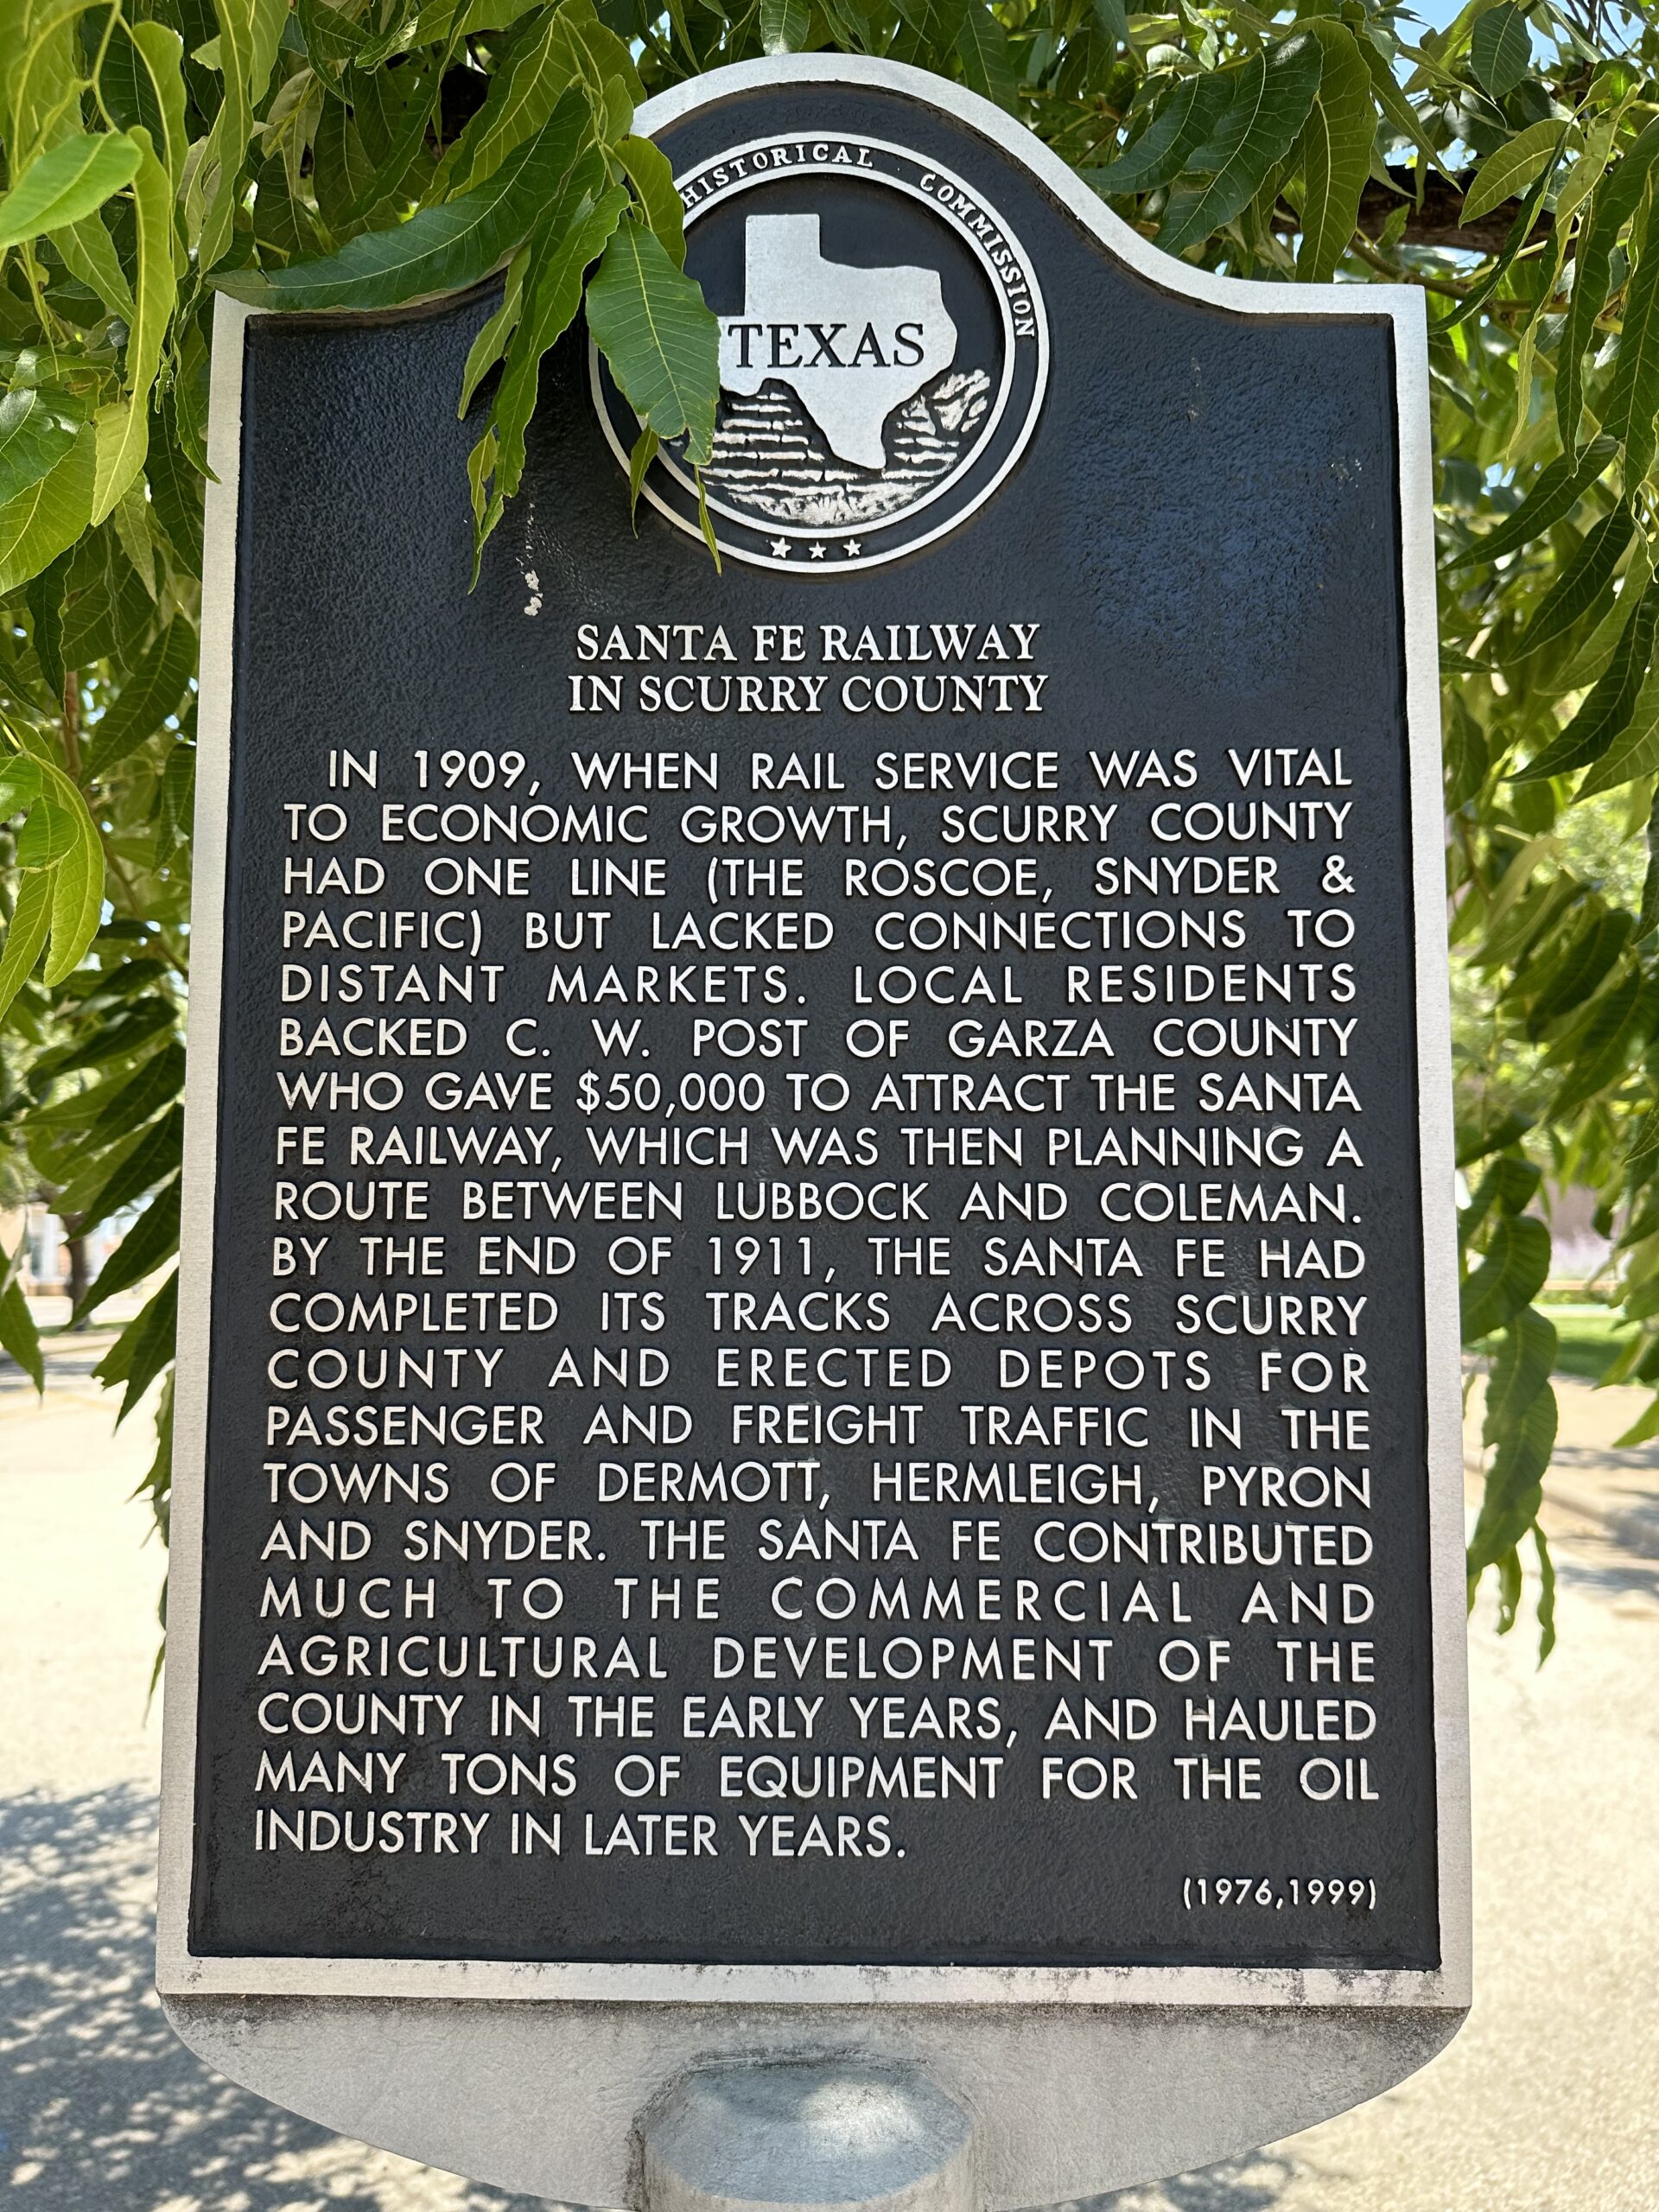 HISTORICAL COMMISSION
TEXAS
SANTA FE RAILWAY
IN SCURRY COUNTY
IN 1909, WHEN RAIL SERVICE WAS VITAL
TO ECONOMIC GROWTH, SCURRY COUNTY
HAD ONE LINE (THE ROSCOE, SNYDER &
PACIFIC) BUT LACKED CONNECTIONS TO
DISTANT MARKETS. LOCAL RESIDENTS
BACKED C. W. POST OF GARZA COUNTY
WHO GAVE $50,000 TO ATTRACT THE SANTA
FE RAILWAY, WHICH WAS THEN PLANNING A
ROUTE BETWEEN LUBBOCK AND COLEMAN.
BY THE END OF 1911, THE SANTA FE HAD
COMPLETED ITS TRACKS ACROSS SCURRY
COUNTY AND ERECTED DEPOTS FOR
PASSENGER AND FREIGHT TRAFFIC IN THE
TOWNS OF DERMOTT, HERMLEIGH, PYRON
AND SNYDER. THE SANTA FE CONTRIBUTED
MUCH TO THE COMMERCIAL AND
AGRICULTURAL DEVELOPMENT OF THE
COUNTY IN THE EARLY YEARS, AND HAULED
MANY TONS OF EQUIPMENT FOR THE OIL
INDUSTRY IN LATER YEARS.
(1976,1999)